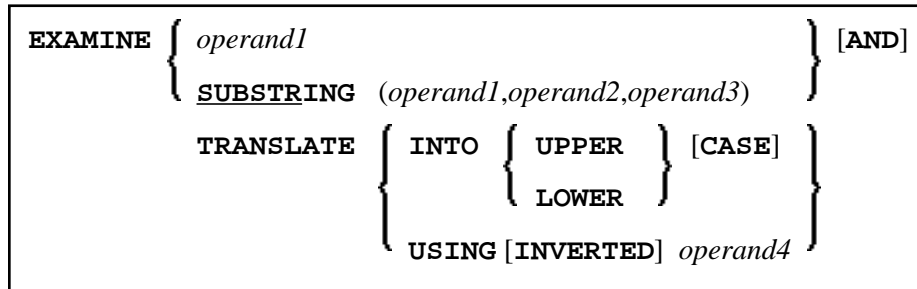 EXAMINE operand1 [AND]
SUBSTRING (operand1,operand2,operand3)
TRANSLATE INTO UPPER [CASE]
LOWER
USING [INVERTED] operand4